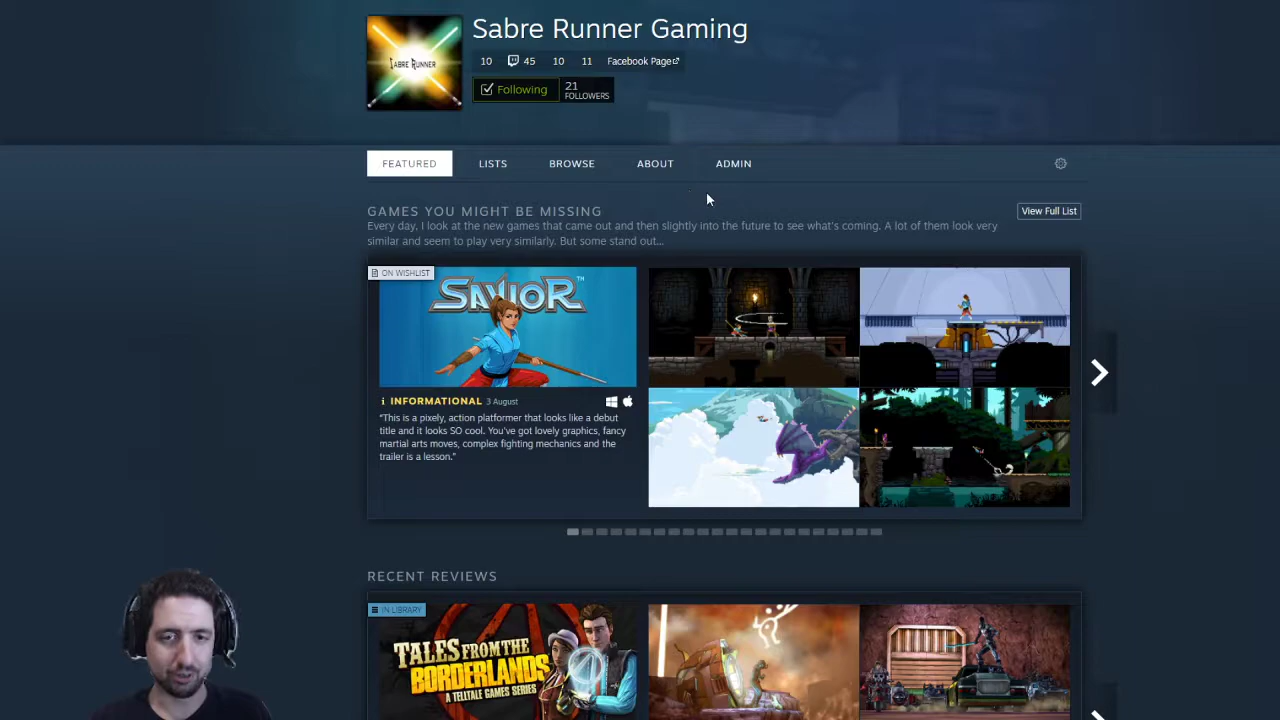 Sabre Runner Gaming
SABRE RUNNER
10 45 10 11 Facebook Page
Following
21
FOLLOWERS
FEATURED LISTS BROWSE ABOUT ADMIN
GAMES YOU MIGHT BE MISSING
View Full List
Every day, I look at the new games that came out and then slightly into the future to see what's coming. A lot of them look very
similar and seem to play very similarly. But some stand out...
ON WISHLIST
SAVIOR™
INFORMATIONAL 3 August
"This is a pixely, action platformer that looks like a debut
title and it looks SO cool. You've got lovely graphics, fancy
martial arts moves, complex fighting mechanics and the
trailer is a lesson."
RECENT REVIEWS
IN LIBRARY
TALES FROM THE
BORDERLANDS
A TELLTALE GAMES SERIES